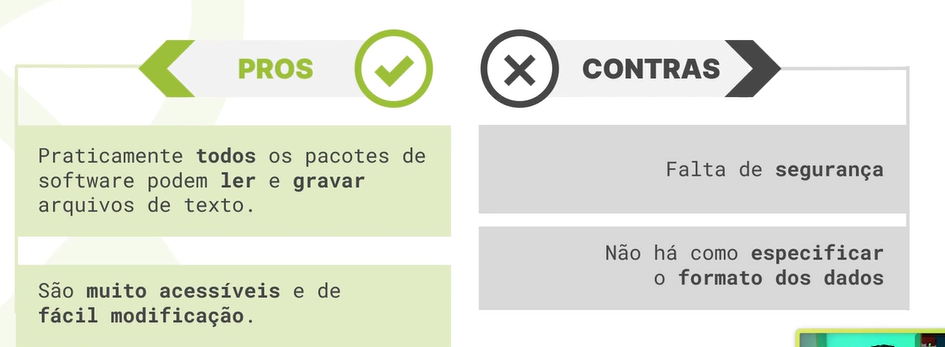 PROS
Praticamente todos os pacotes de
software podem ler e gravar
arquivos de texto.
São muito acessíveis e de
fácil modificação.
CONTRAS
Falta de segurança
Não há como especificar
o formato dos dados